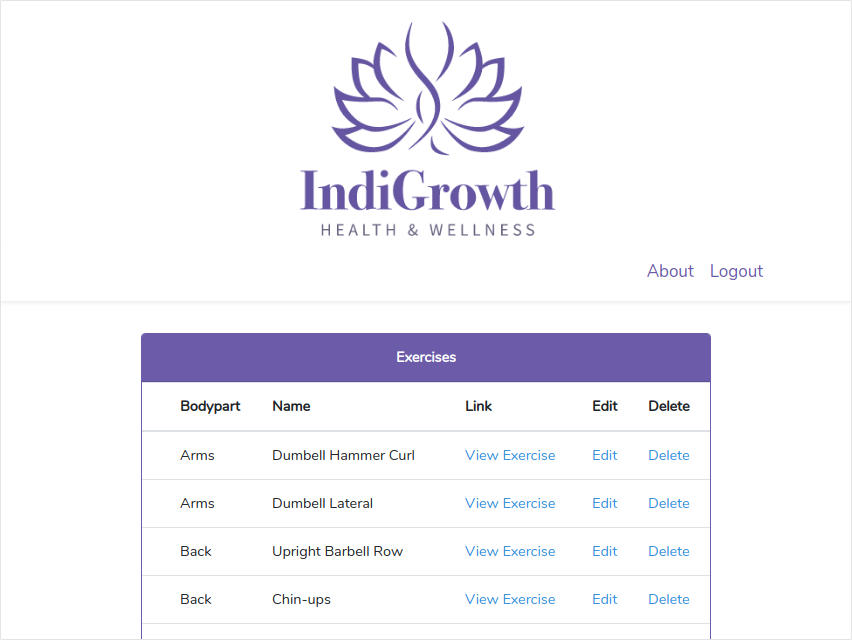 IndiGrowth
HEALTH & WELLNESS
About Logout
Exercises
Bodypart Name Link Edit Delete
Arms Dumbell Hammer Curl View Exercise Edit Delete
Arms Dumbell Lateral View Exercise Edit Delete
Back Upright Barbell Row View Exercise Edit Delete
Back Chin-ups View Exercise Edit Delete